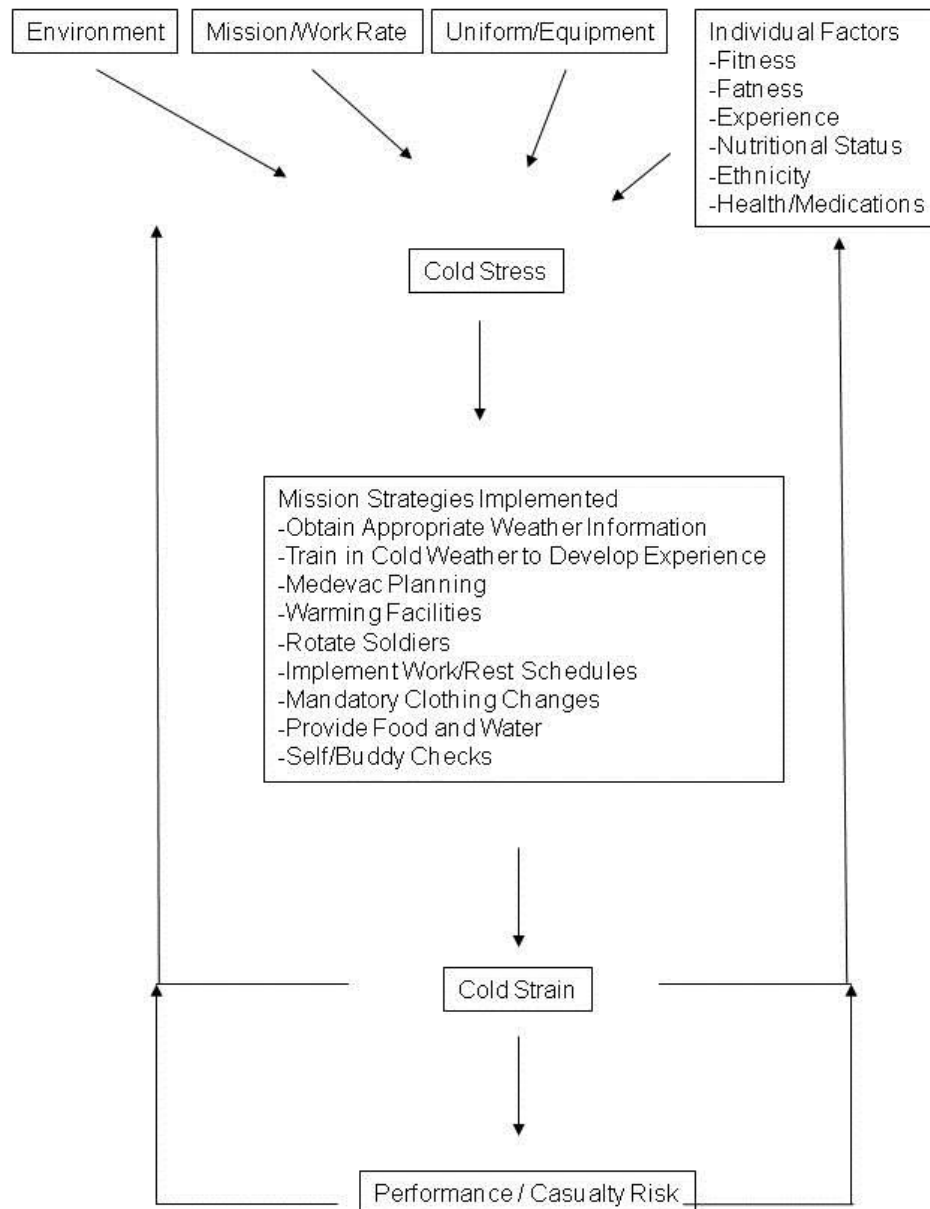 Environment
Mission/Work Rate
Uniform/Equipment
Individual Factors
-Fitness
-Fatness
-Experience
-Nutritional Status
-Ethnicity
-Health/Medications
Cold Stress
Mission Strategies Implemented
-Obtain Appropriate Weather Information
-Train in Cold Weather to Develop Experience
-Medevac Planning
-Warming Facilities
-Rotate Soldiers
-Implement Work/Rest Schedules
-Mandatory Clothing Changes
-Provide Food and Water
-Self/Buddy Checks
Cold Strain
Performance / Casualty Risk